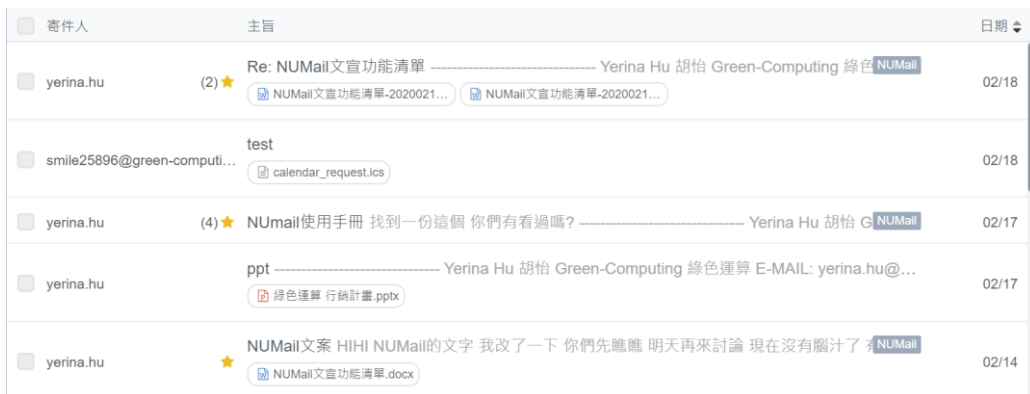 寄件人 主旨 日期
Re: NUMail文宣功能清單 ------------------------------ Yerina Hu 胡怡 Green-Computing 綠色 NUMail
yerina.hu (2) 02/18
NUMail文宣功能清單-2020021... NUMail文宣功能清單-2020021...
test
smile25896@green-computi... 02/18
calendar_request.ics
yerina.hu (4) NUmail使用手冊 找到一份這個 你們有看過嗎? ------------------------------ Yerina Hu 胡怡 G NUMail 02/17
ppt ------------------------------ Yerina Hu 胡怡 Green-Computing 綠色運算 E-MAIL: yerina.hu@...
yerina.hu 02/17
綠色運算 行銷計畫.pptx
NUMail文案 HIHI NUMail的文字 我改了一下 你們先瞧瞧 明天再來討論 現在沒有腦汁了 NUMail
yerina.hu 02/14
NUMail文宣功能清單.docx